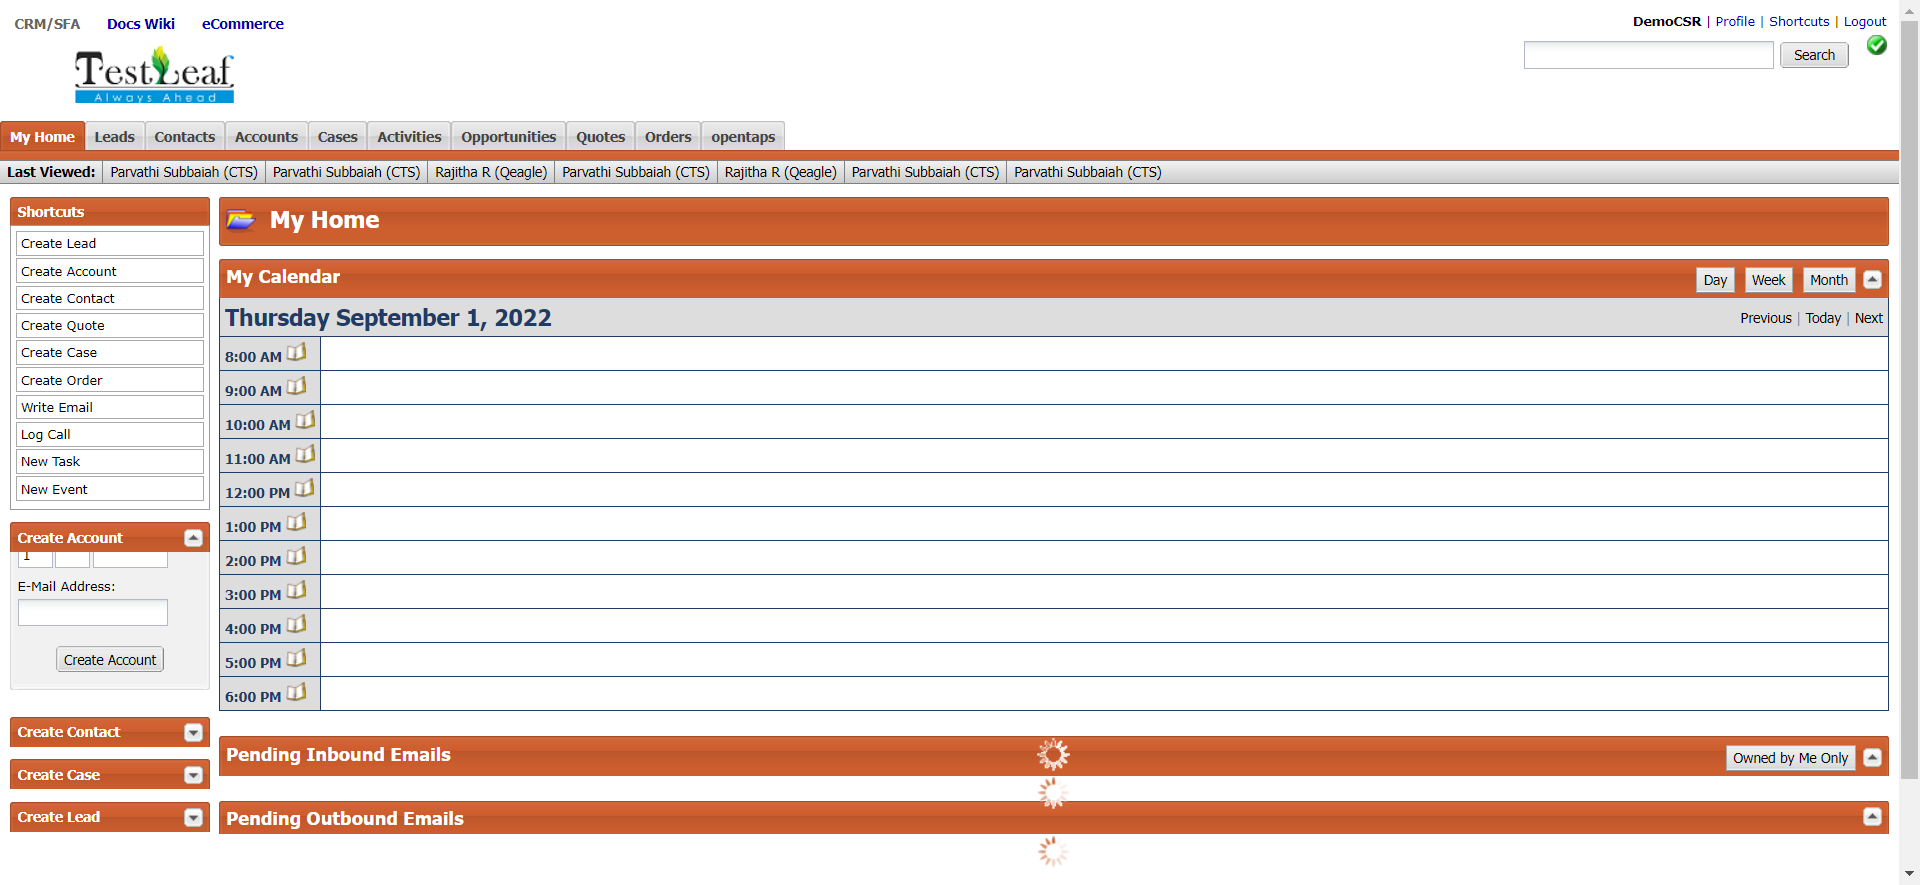 CRM/SFA Docs Wiki eCommerce
DemoCSR | Profile | Shortcuts | Logout
Search
TestLeaf
Always Ahead
My Home Leads Contacts Accounts Cases Activities Opportunities Quotes Orders opentaps
Last Viewed: Parvathi Subbaiah (CTS) Parvathi Subbaiah (CTS) Rajitha R (Qeagle) Parvathi Subbaiah (CTS) Rajitha R (Qeagle) Parvathi Subbaiah (CTS) Parvathi Subbaiah (CTS)
Shortcuts
Create Lead
Create Account
Create Contact
Create Quote
Create Case
Create Order
Write Email
Log Call
New Task
New Event
Create Account
1
E-Mail Address:
Create Account
Create Contact
Create Case
Create Lead
My Home
My Calendar
Day Week Month
Thursday September 1, 2022
Previous | Today | Next
8:00 AM
9:00 AM
10:00 AM
11:00 AM
12:00 PM
1:00 PM
2:00 PM
3:00 PM
4:00 PM
5:00 PM
6:00 PM
Pending Inbound Emails
Owned by Me Only
Pending Outbound Emails